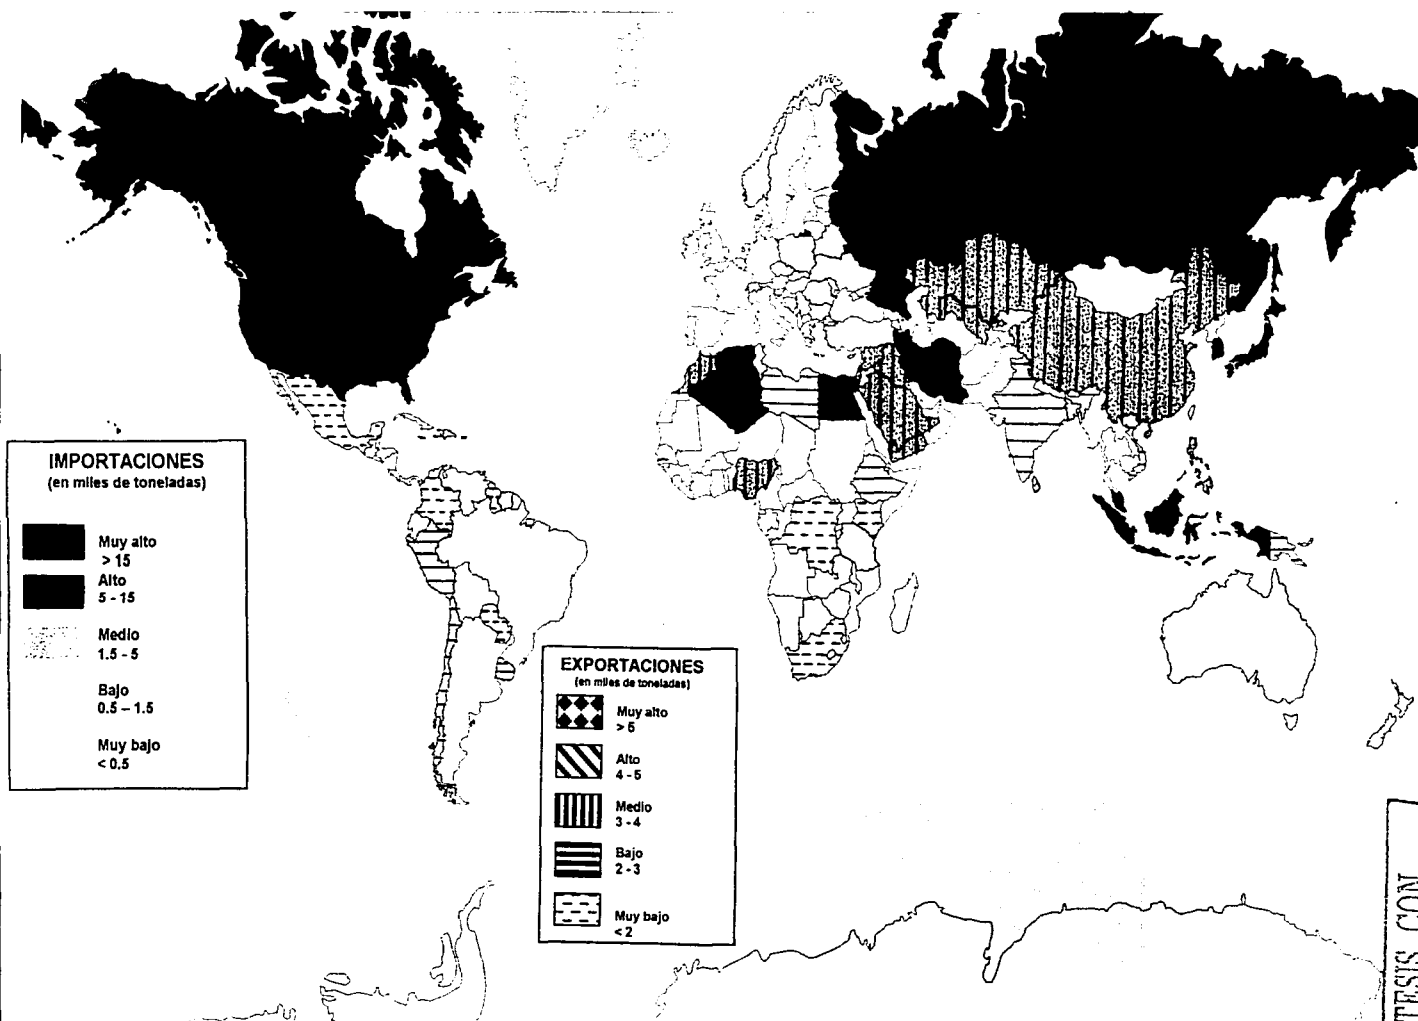 IMPORTACIONES
(en miles de toneladas)
Muy alto
> 15
Alto
5 - 15
Medio
1.5 - 5
Bajo
0.5 – 1.5
Muy bajo
< 0.5
EXPORTACIONES
(en miles de toneladas)
Muy alto
> 5
Alto
4 - 5
Medio
3 - 4
Bajo
2 - 3
Muy bajo
< 2
TESIS CON